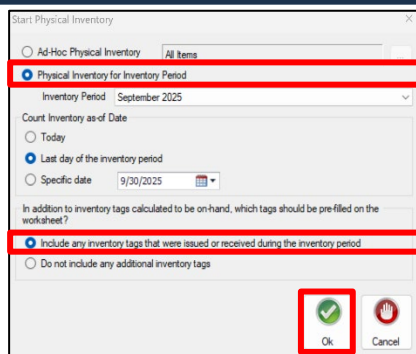 Start Physical Inventory
Ad-Hoc Physical Inventory All Items ...
Physical Inventory for Inventory Period
Inventory Period September 2025
Count Inventory as-of Date
Today
Last day of the inventory period
Specific date 9/30/2025
In addition to inventory tags calculated to be on-hand, which tags should be pre-filled on the
worksheet?
Include any inventory tags that were issued or received during the inventory period
Do not include any additional inventory tags
Ok Cancel